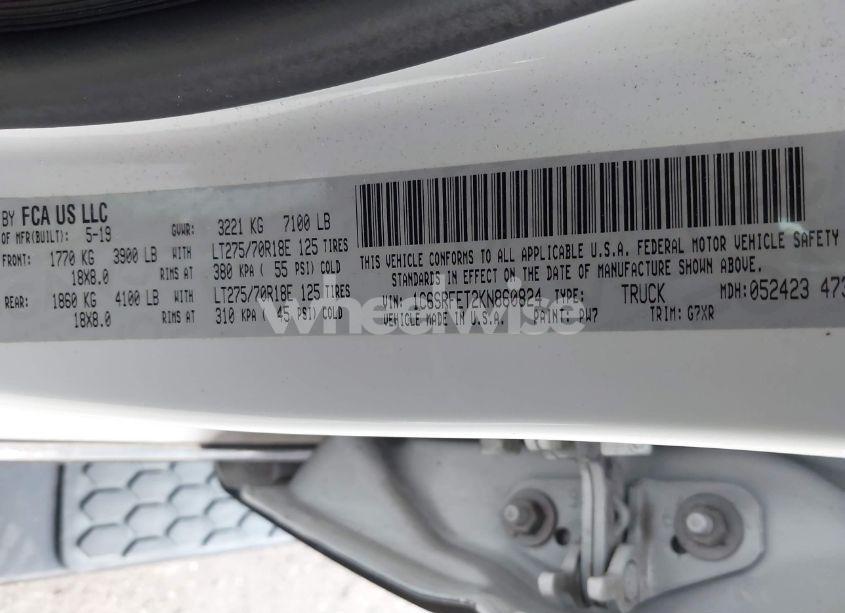 BY FCA US LLC
OF MFR(BUILT): 5-19 GVWR: 3221 KG 7100 LB
FRONT: 1770 KG 3900 LB WITH LT275/70R18E 125 TIRES
18X8.0 RIMS AT 380 KPA ( 55 PSI) COLD
REAR: 1860 KG 4100 LB WITH LT275/70R18E 125 TIRES
18X8.0 RIMS AT 310 KPA ( 45 PSI) COLD
THIS VEHICLE CONFORMS TO ALL APPLICABLE U.S.A. FEDERAL MOTOR VEHICLE SAFETY
STANDARDS IN EFFECT ON THE DATE OF MANUFACTURE SHOWN ABOVE.
VIN: 1C6SRFET2KN860924 TYPE: TRUCK MDH: 052423 473
VEHICLE MADE IN U.S.A. PAINT: PW7 TRIM: G7XR
wheelwise